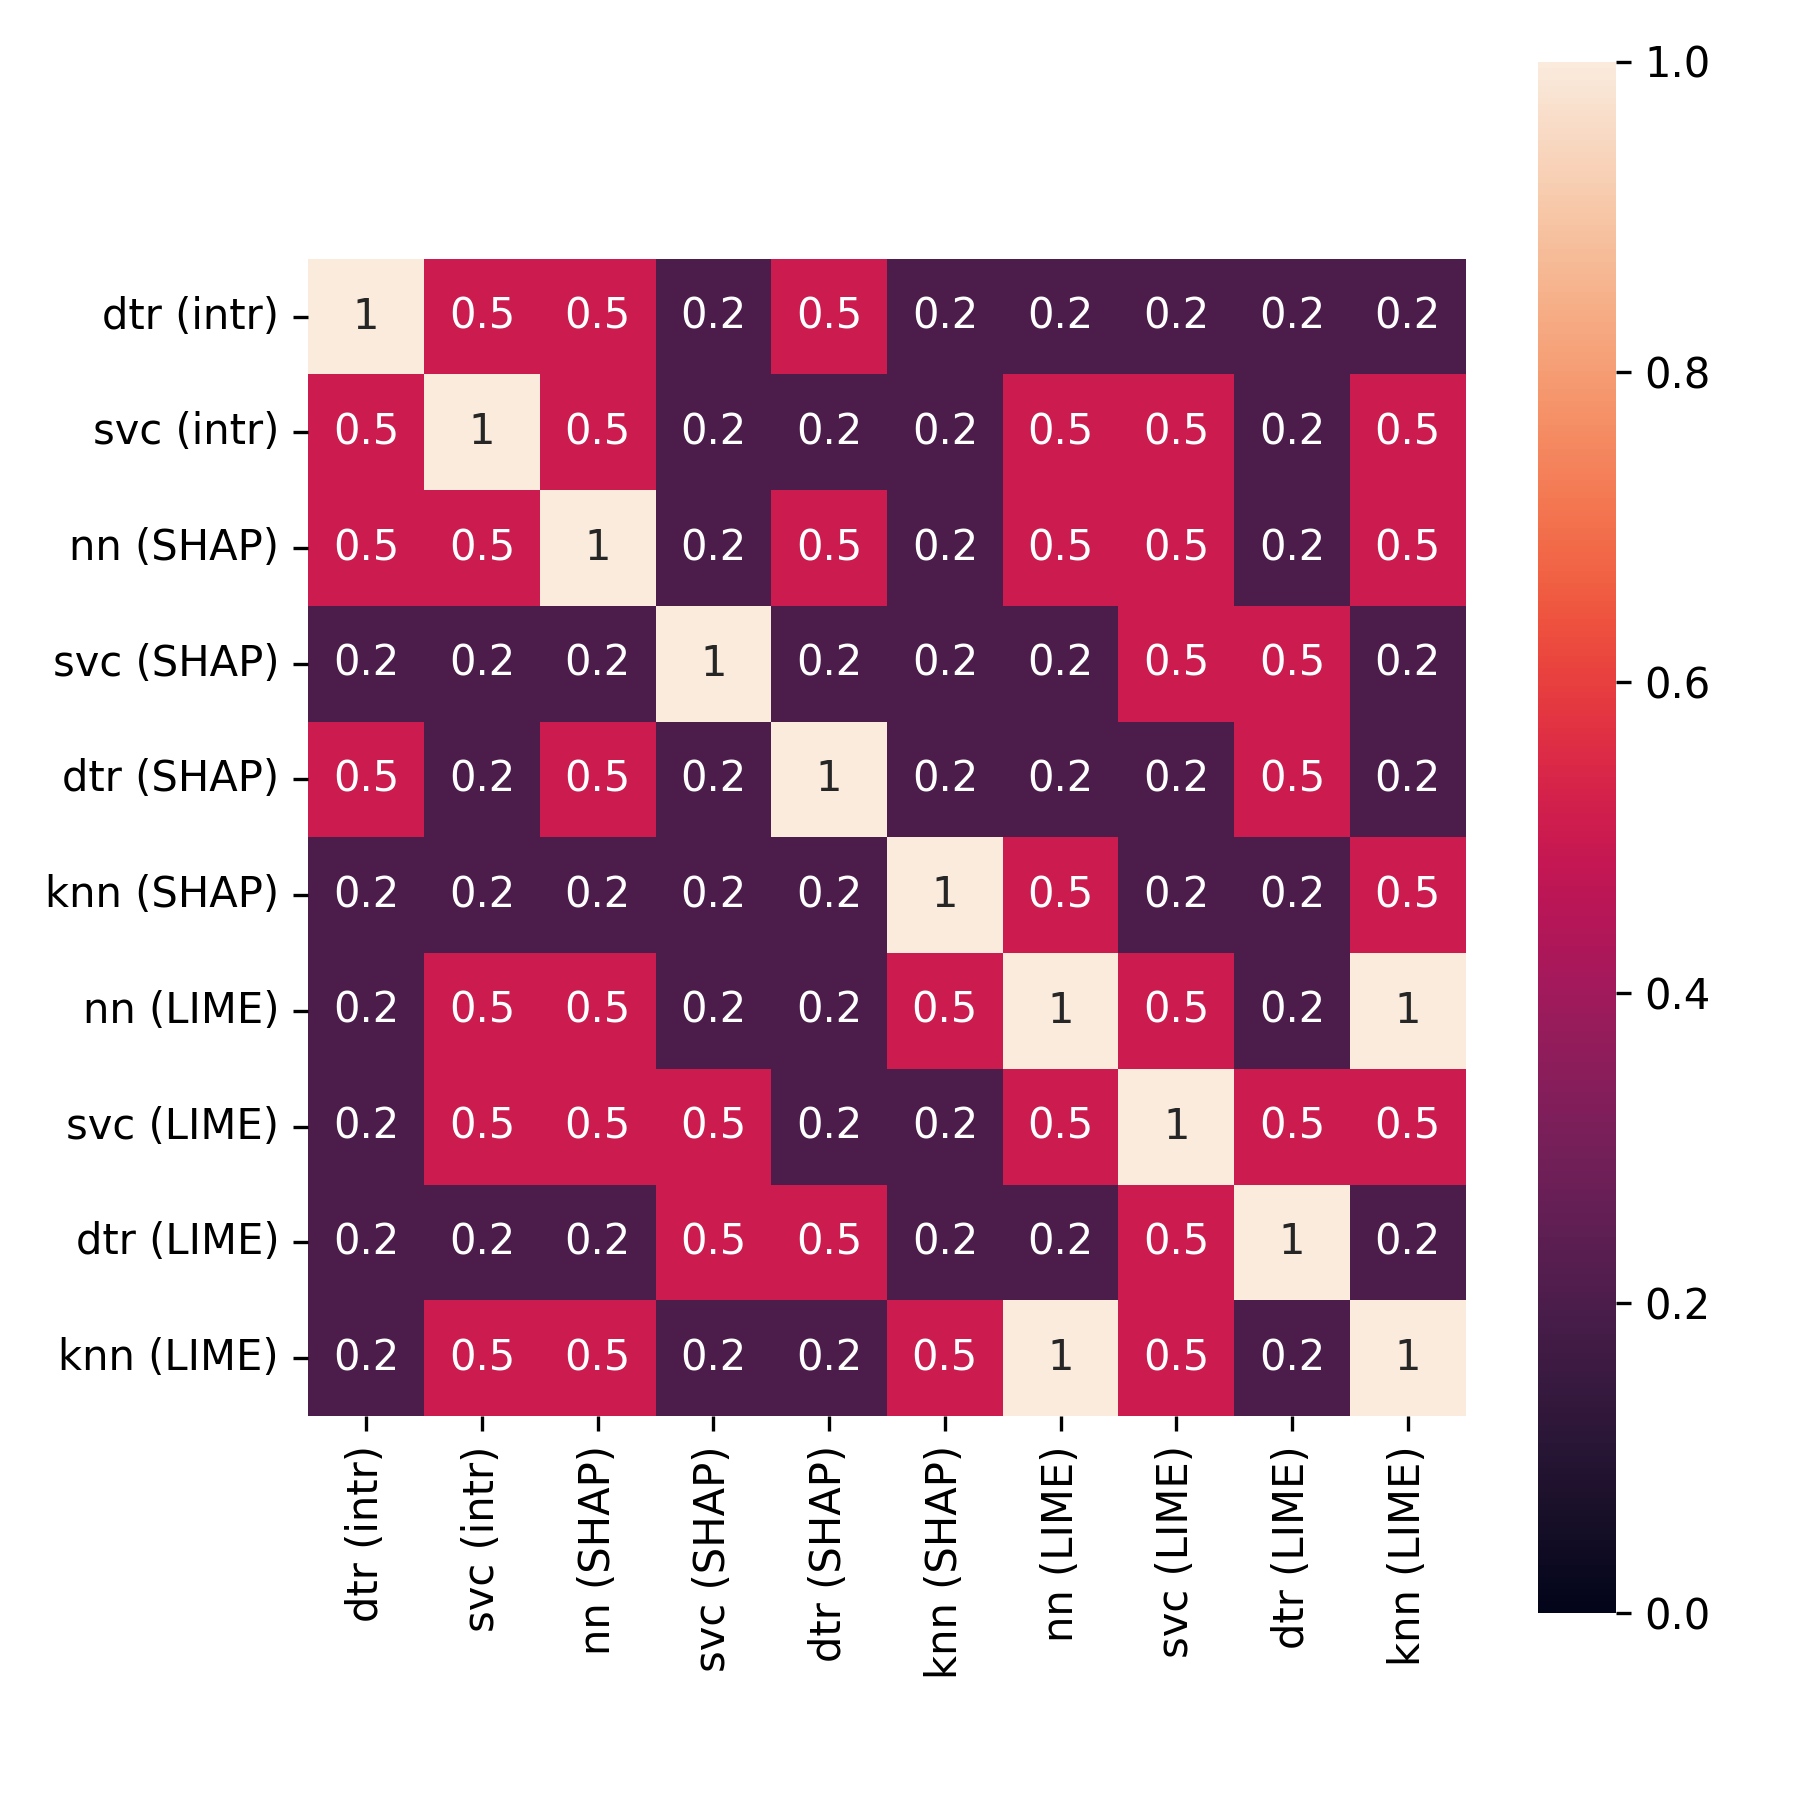 1.0
dtr (intr) 1 0.5 0.5 0.2 0.5 0.2 0.2 0.2 0.2 0.2
0.8
svc (intr) 0.5 1 0.5 0.2 0.2 0.2 0.5 0.5 0.2 0.5
nn (SHAP) 0.5 0.5 1 0.2 0.5 0.2 0.5 0.5 0.2 0.5
svc (SHAP) 0.2 0.2 0.2 1 0.2 0.2 0.2 0.5 0.5 0.2
0.6
dtr (SHAP) 0.5 0.2 0.5 0.2 1 0.2 0.2 0.2 0.5 0.2
knn (SHAP) 0.2 0.2 0.2 0.2 0.2 1 0.5 0.2 0.2 0.5
0.4
nn (LIME) 0.2 0.5 0.5 0.2 0.2 0.5 1 0.5 0.2 1
svc (LIME) 0.2 0.5 0.5 0.5 0.2 0.2 0.5 1 0.5 0.5
dtr (LIME) 0.2 0.2 0.2 0.5 0.5 0.2 0.2 0.5 1 0.2
0.2
knn (LIME) 0.2 0.5 0.5 0.2 0.2 0.5 1 0.5 0.2 1
0.0
dtr (intr)
svc (intr)
nn (SHAP)
svc (SHAP)
dtr (SHAP)
knn (SHAP)
nn (LIME)
svc (LIME)
dtr (LIME)
knn (LIME)